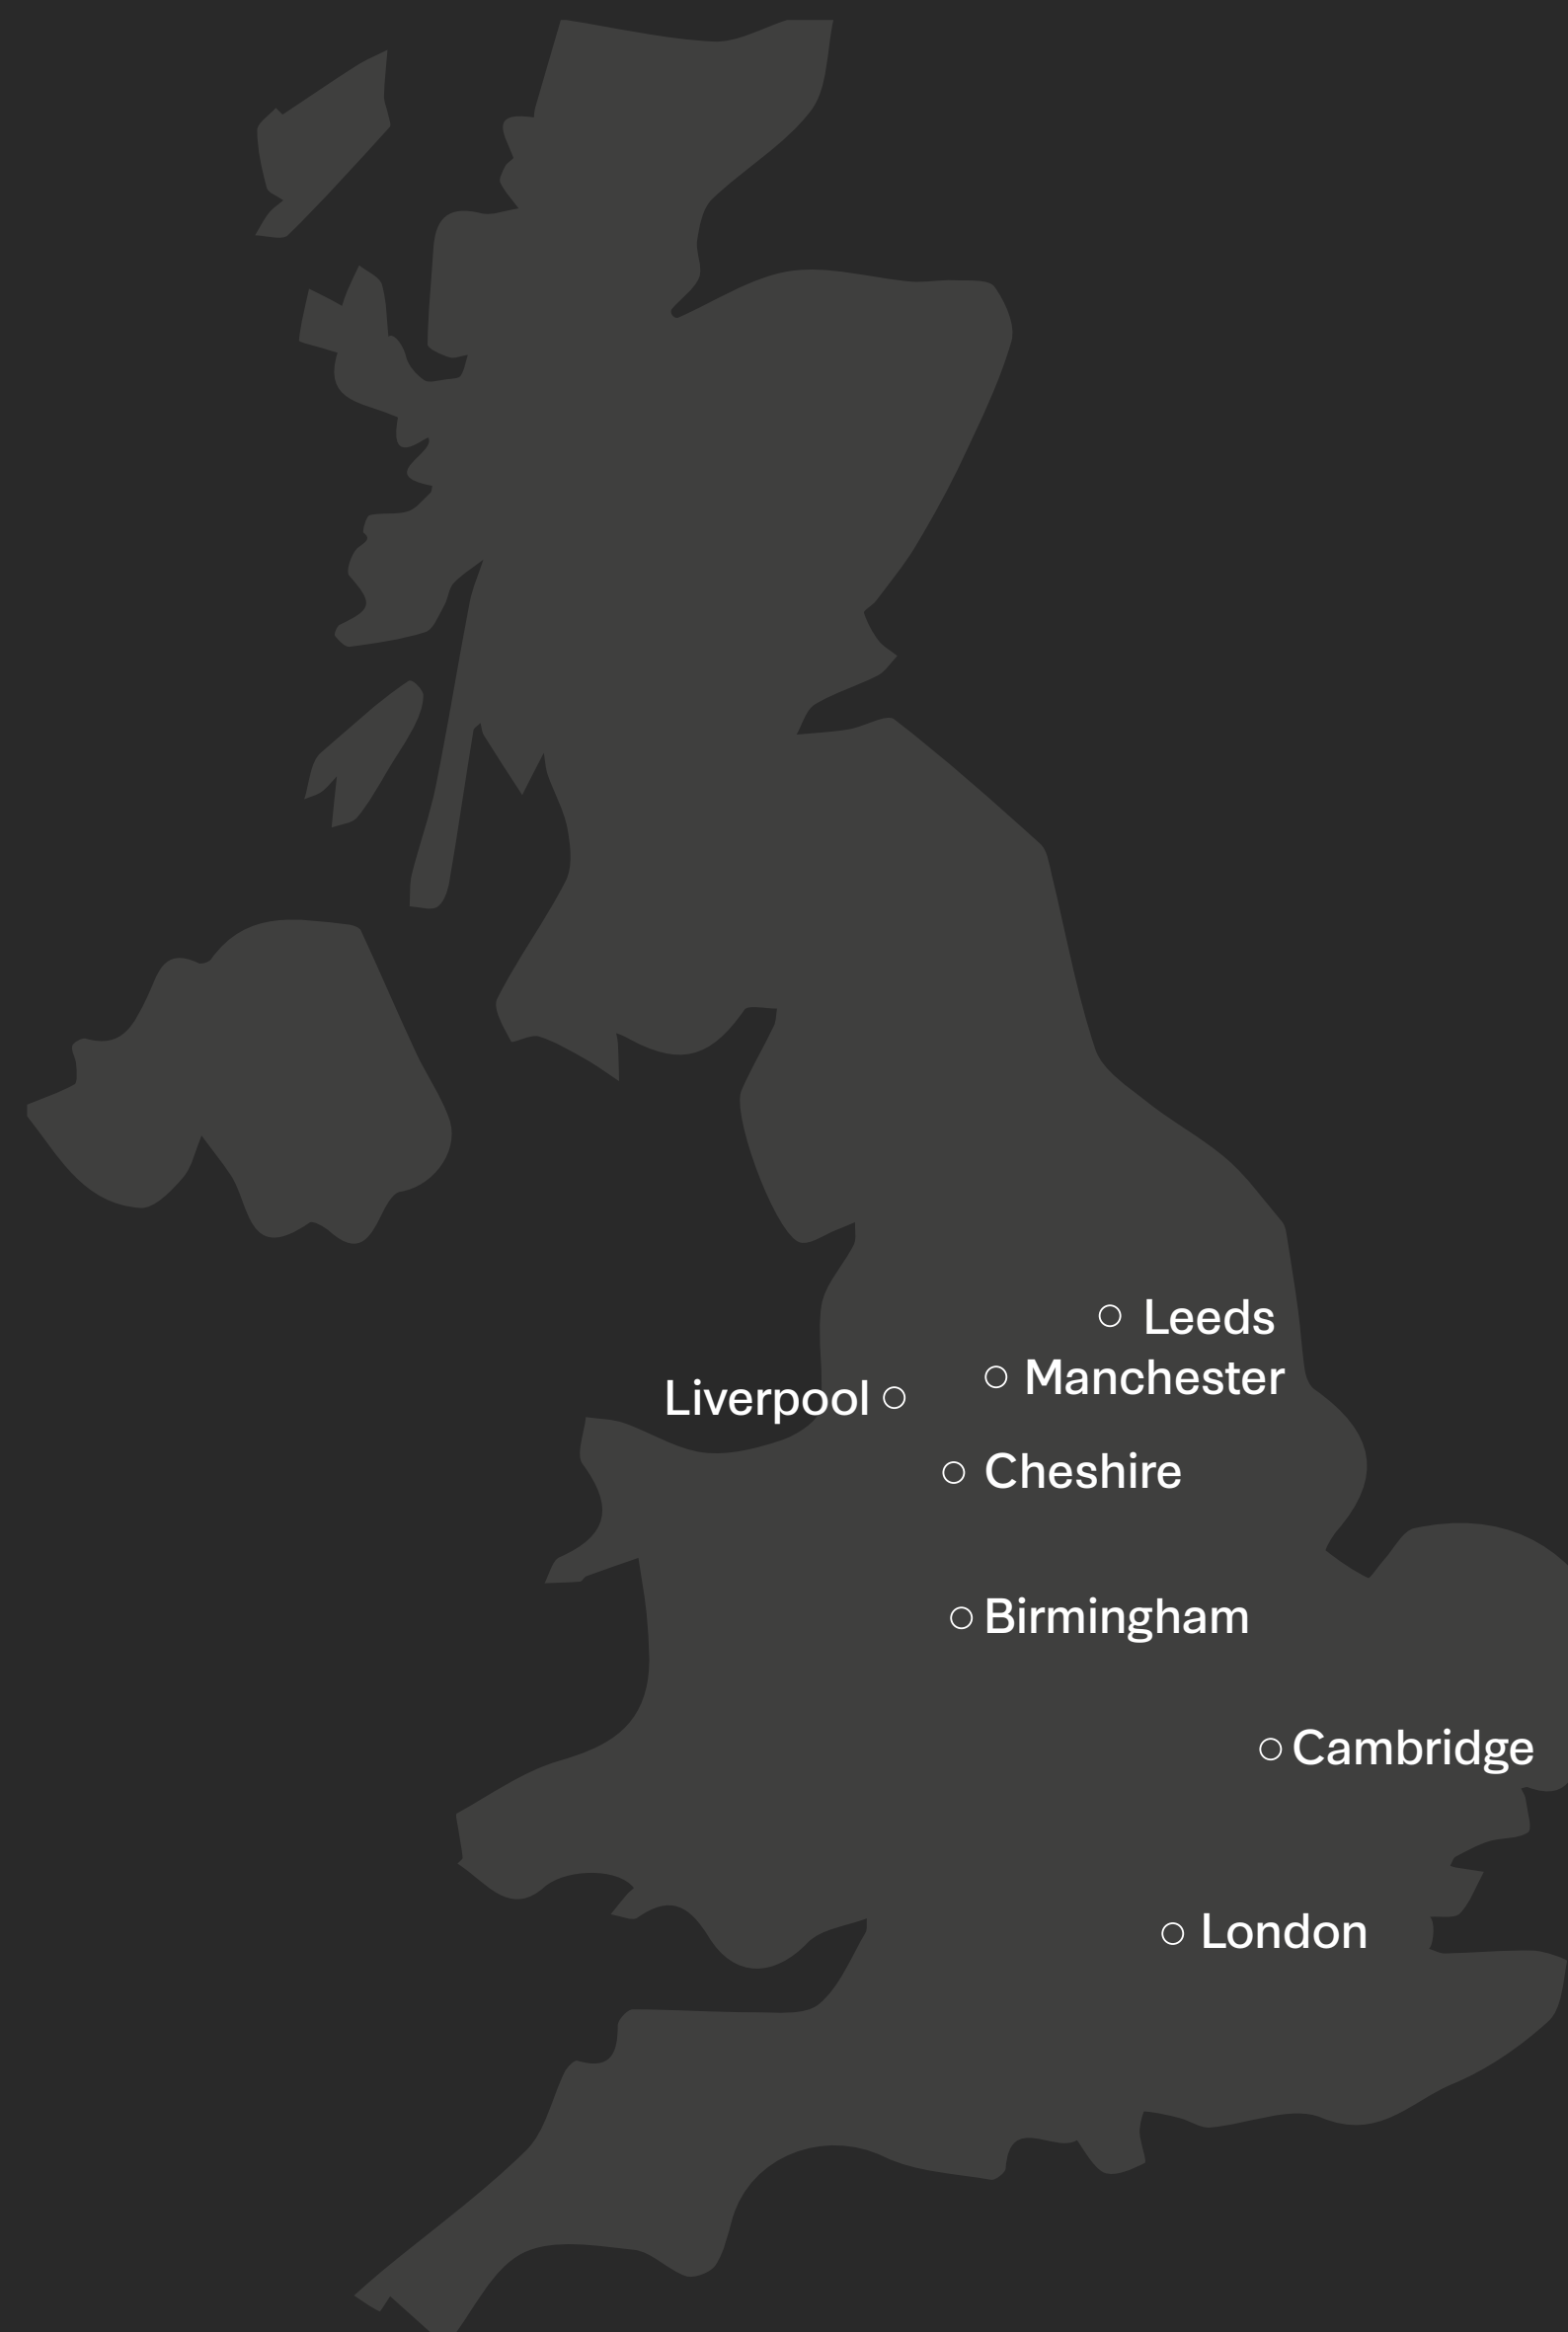 Leeds
Manchester
Liverpool
Cheshire
Birmingham
Cambridge
London